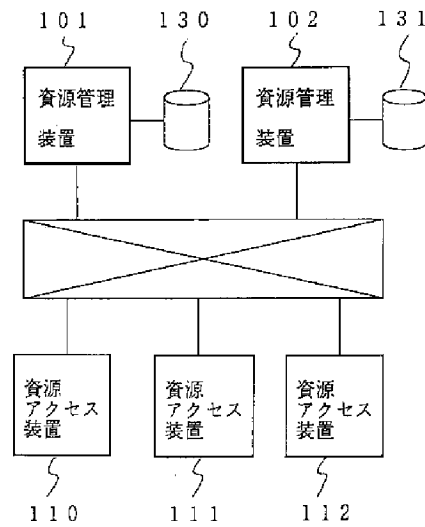 101
130
102
131
資源管理
装置
資源管理
装置
資源
アクセス
装置
資源
アクセス
装置
資源
アクセス
装置
110
111
112